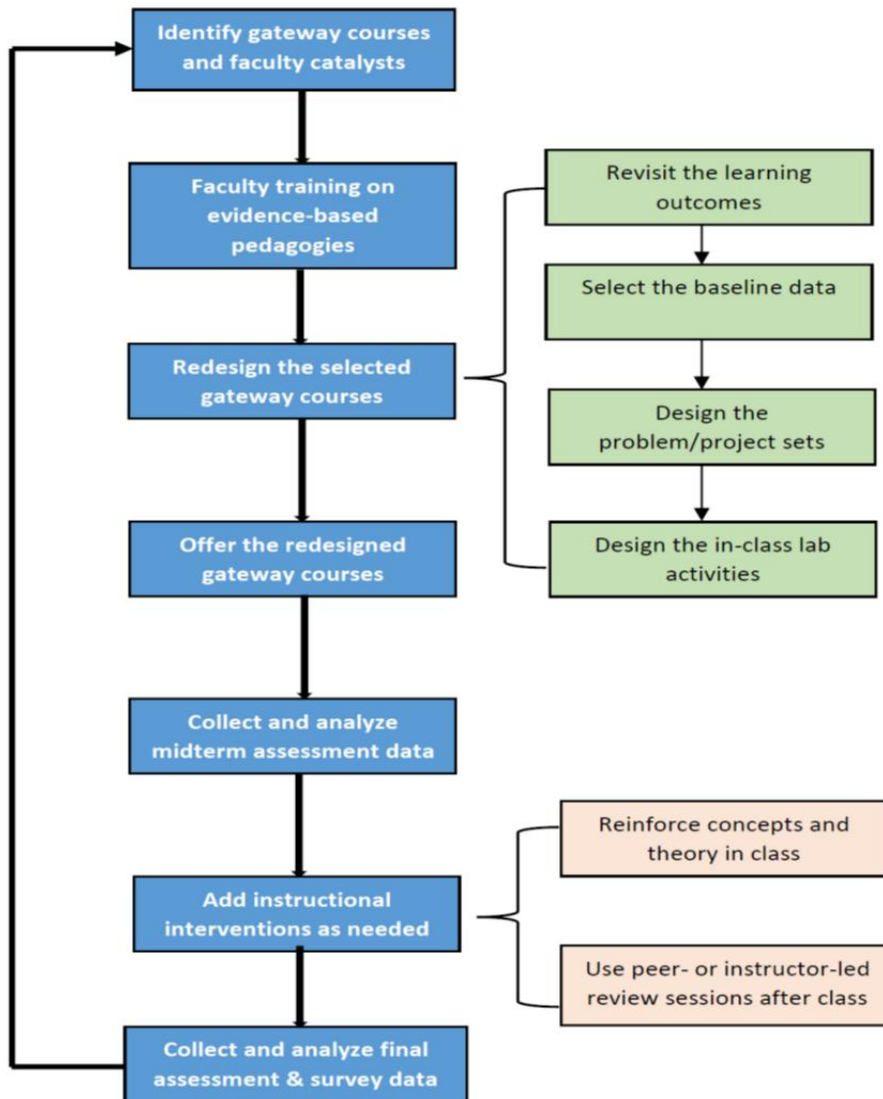 Identify gateway courses
and faculty catalysts
Faculty training on
evidence-based
pedagogies
Redesign the selected
gateway courses
Revisit the learning
outcomes
Select the baseline data
Design the
problem/project sets
Design the in-class lab
activities
Offer the redesigned
gateway courses
Collect and analyze
midterm assessment data
Add instructional
interventions as needed
Reinforce concepts and
theory in class
Use peer- or instructor-led
review sessions after class
Collect and analyze final
assessment & survey data